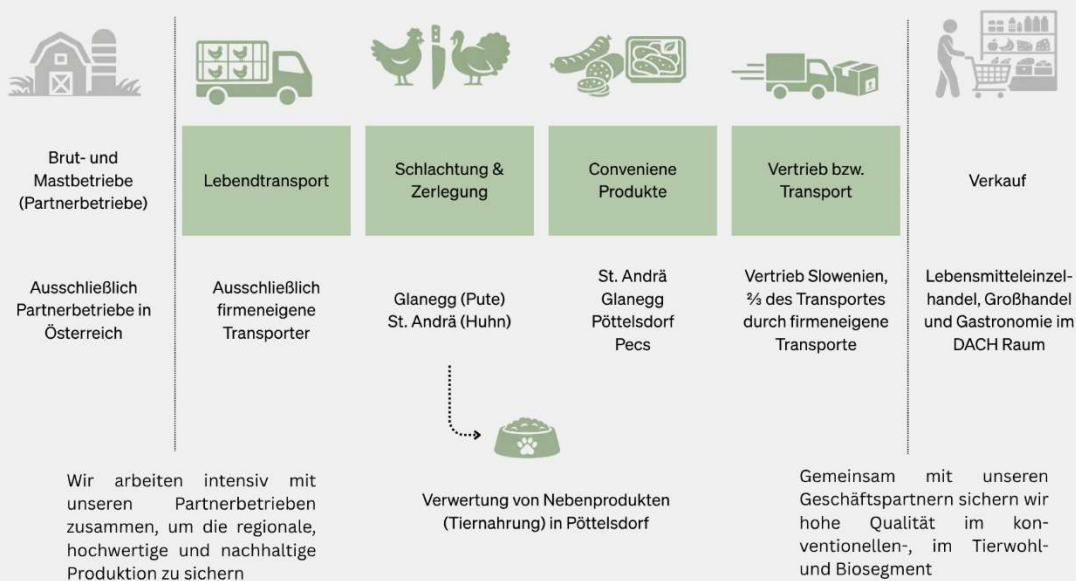 Brut- und
Mastbetriebe
(Partnerbetriebe)
Lebendtransport
Schlachtung &
Zerlegung
Conveniene
Produkte
Vertrieb bzw.
Transport
Verkauf
Ausschließlich
Partnerbetriebe in
Österreich
Ausschließlich
firmeneigene
Transporter
Glanegg (Pute)
St. Andrä (Huhn)
St. Andrä
Glanegg
Pöttelsdorf
Pecs
Vertrieb Slowenien,
⅔ des Transportes
durch firmeneigene
Transporte
Lebensmitteleinzel-
handel, Großhandel
und Gastronomie im
DACH Raum
Verwertung von Nebenprodukten
(Tiernahrung) in Pöttelsdorf
Wir arbeiten intensiv mit
unseren Partnerbetrieben
zusammen, um die regionale,
hochwertige und nachhaltige
Produktion zu sichern
Gemeinsam mit unseren
Geschäftspartnern sichern wir
hohe Qualität im kon-
ventionellen-, im Tierwohl-
und Biosegment